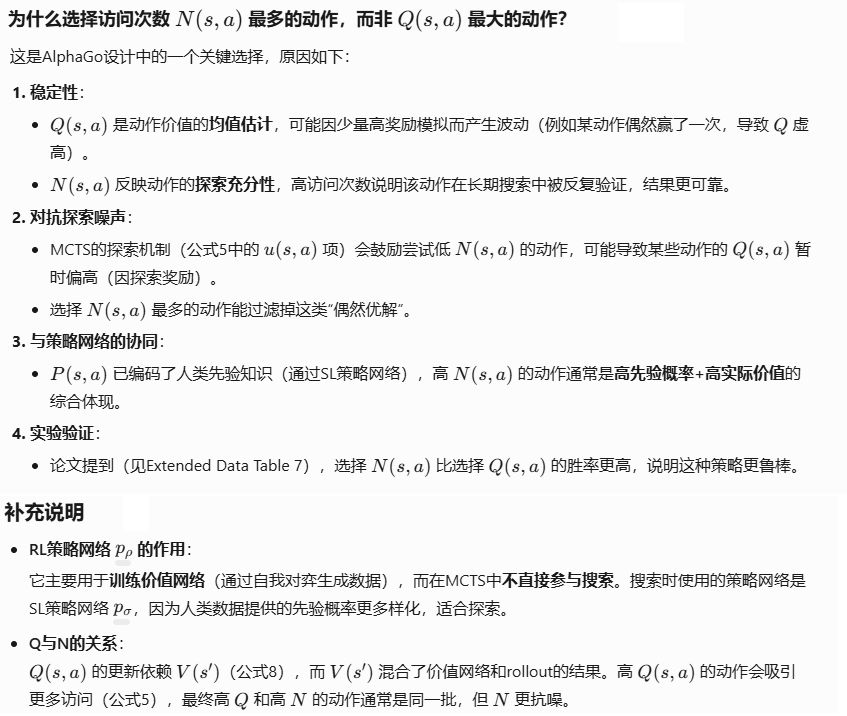 为什么选择访问次数 N(s,a) 最多的动作，而非 Q(s,a) 最大的动作？
这是AlphaGo设计中的一个关键选择，原因如下：
1. 稳定性：
• Q(s,a) 是动作价值的均值估计，可能因少量高奖励模拟而产生波动（例如某动作偶然赢了一次，导致 Q 虚
高）。
• N(s,a) 反映动作的探索充分性，高访问次数说明该动作在长期搜索中被反复验证，结果更可靠。
2. 对抗探索噪声：
• MCTS的探索机制（公式5中的 u(s,a) 项）会鼓励尝试低 N(s,a) 的动作，可能导致某些动作的 Q(s,a) 暂
时偏高（因探索奖励）。
• 选择 N(s,a) 最多的动作能过滤掉这类“偶然优解”。
3. 与策略网络的协同：
• P(s,a) 已编码了人类先验知识（通过SL策略网络），高 N(s,a) 的动作通常是高先验概率+高实际价值的
综合体现。
4. 实验验证：
• 论文提到（见Extended Data Table 7），选择 N(s,a) 比选择 Q(s,a) 的胜率更高，说明这种策略更鲁棒。
补充说明
• RL策略网络 pρ 的作用：
它主要用于训练价值网络（通过自我对弈生成数据），而在MCTS中不直接参与搜索。搜索时使用的策略网络是
SL策略网络 pσ，因为人类数据提供的先验概率更多样化，适合探索。
• Q与N的关系：
Q(s,a) 的更新依赖 V(s′)（公式8），而 V(s′) 混合了价值网络和rollout的结果。高 Q(s,a) 的动作会吸引
更多访问（公式5），最终高 Q 和高 N 的动作通常是同一批，但 N 更抗噪。